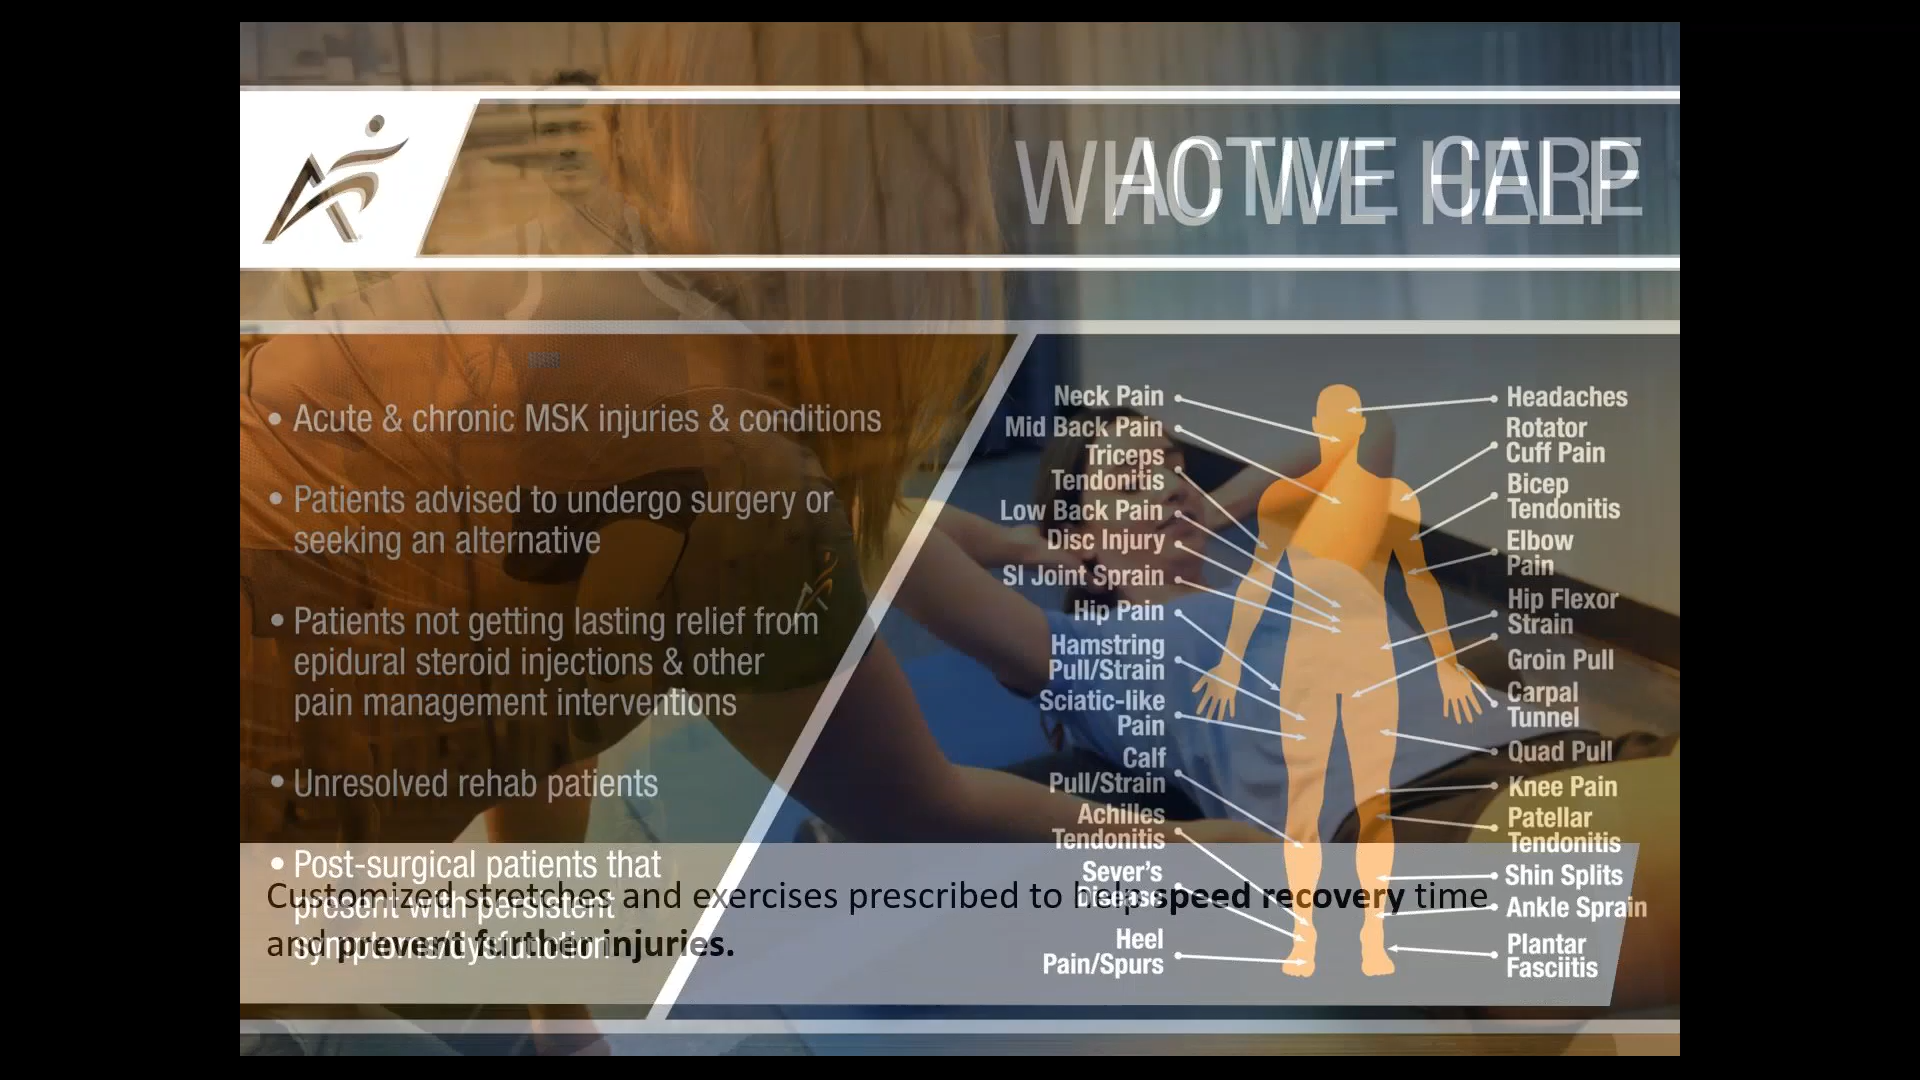 ACTIVE CARE
WHO WE HELP
• Acute & chronic MSK injuries & conditions
• Patients advised to undergo surgery or
seeking an alternative
• Patients not getting lasting relief from
epidural steroid injections & other
pain management interventions
• Unresolved rehab patients
• Post-surgical patients that
present with persistent
symptoms/dysfunction
Customized stretches and exercises prescribed to help speed recovery time
and prevent further injuries.
Neck Pain
Mid Back Pain
Triceps
Tendonitis
Low Back Pain
Disc Injury
SI Joint Sprain
Hip Pain
Hamstring
Pull/Strain
Sciatic-like
Pain
Calf
Pull/Strain
Achilles
Tendonitis
Sever's
Disease
Heel
Pain/Spurs
Headaches
Rotator
Cuff Pain
Bicep
Tendonitis
Elbow
Pain
Hip Flexor
Strain
Groin Pull
Carpal
Tunnel
Quad Pull
Knee Pain
Patellar
Tendonitis
Shin Splits
Ankle Sprain
Plantar
Fasciitis